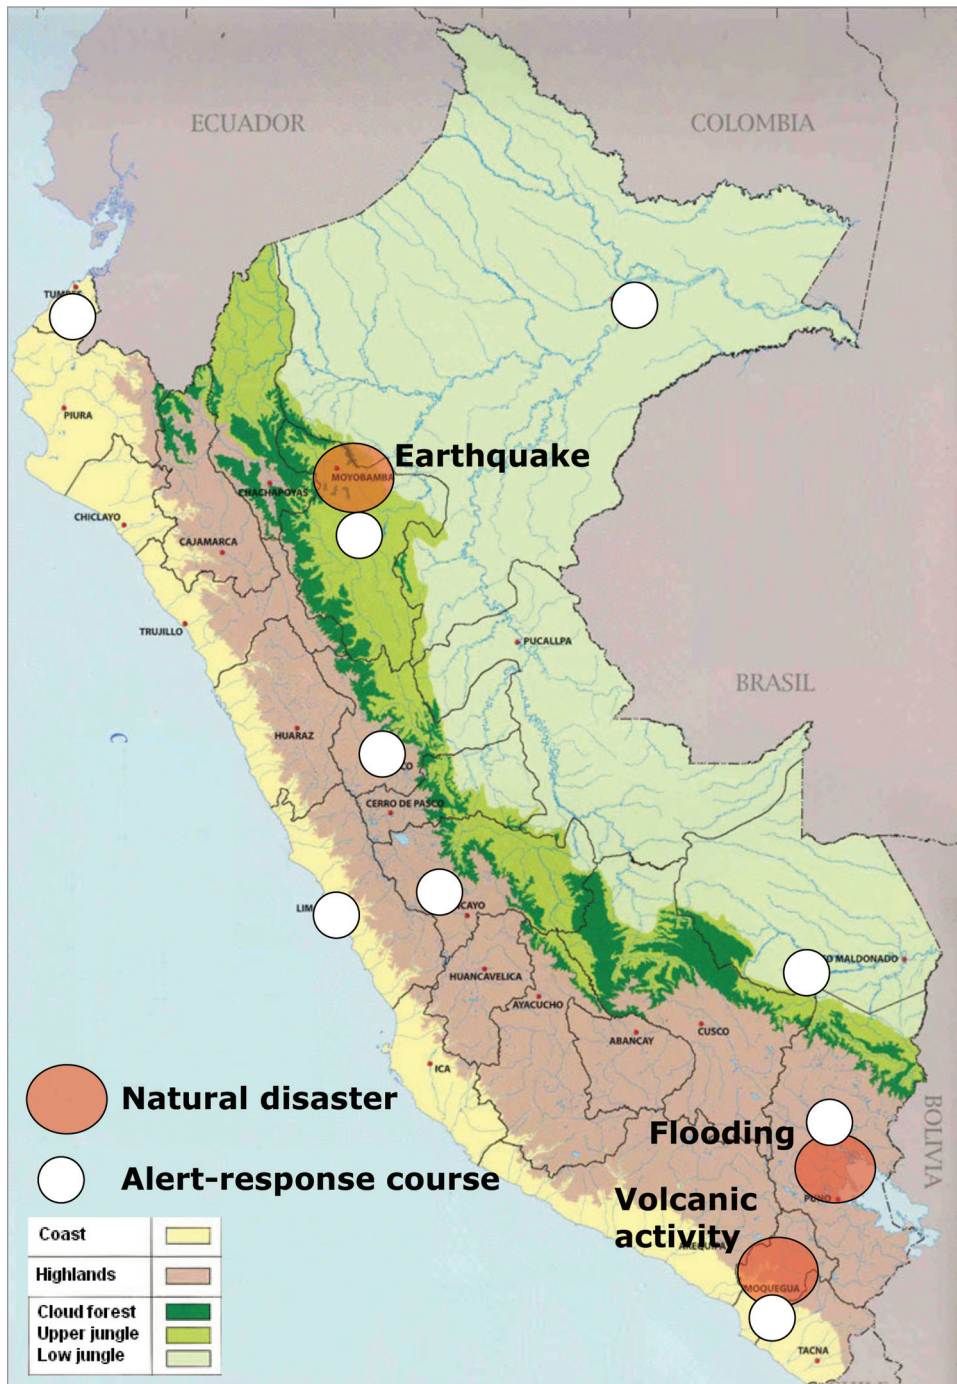 ECUADOR
COLOMBIA
PIURA
Earthquake
MOYOBAMBA
CHACHAPOYAS
CHICLAYO
CAJAMARCA
TRUJILLO
PUCALLPA
BRASIL
HUARAZ
CERRO DE PASCO
HUANCAVELICA
MALDONADO
AYACUCHO
CUSCO
ABANCAY
ICA
Natural disaster
BOLIVIA
Flooding
Alert-response course
PUNO
Volcanic
activity
AREQUIPA
MOQUEGUA
TACNA
Coast
Highlands
Cloud forest
Upper jungle
Low jungle